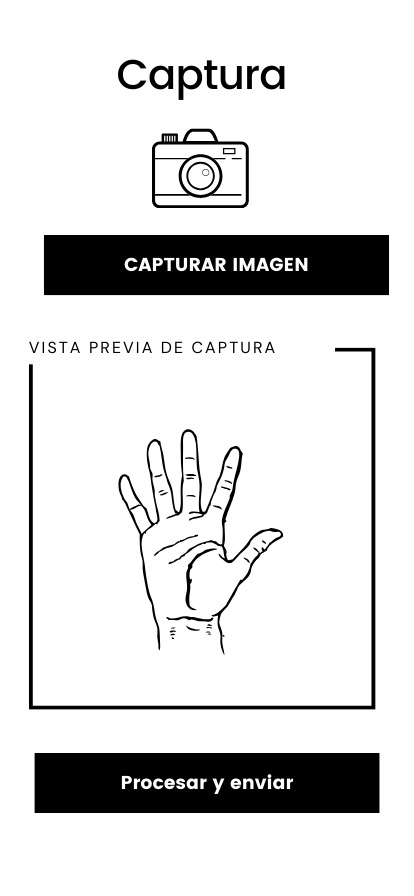 Captura
CAPTURAR IMAGEN
VISTA PREVIA DE CAPTURA
Procesar y enviar